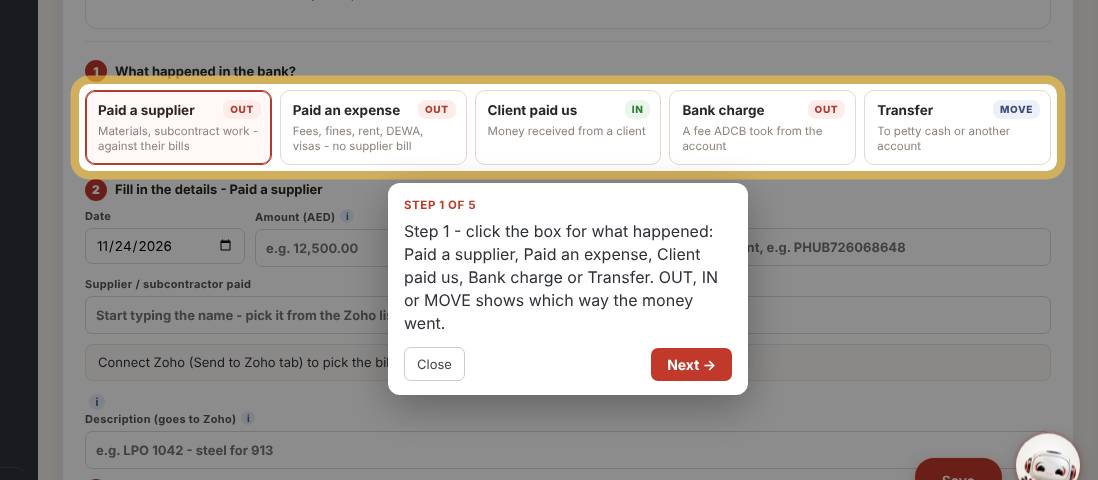 1 What happened in the bank?
Paid a supplier OUT
Materials, subcontract work -
against their bills
Paid an expense OUT
Fees, fines, rent, DEWA,
visas - no supplier bill
Client paid us IN
Money received from a client
Bank charge OUT
A fee ADCB took from the
account
Transfer MOVE
To petty cash or another
account
2 Fill in the details - Paid a supplier
Date
Amount (AED) i
11/24/2026
e.g. 12,500.00
nt, e.g. PHUB726068648
Supplier / subcontractor paid
Start typing the name - pick it from the Zoho
Connect Zoho (Send to Zoho tab) to pick the
i
Description (goes to Zoho) i
e.g. LPO 1042 - steel for 913
STEP 1 OF 5
Step 1 - click the box for what happened:
Paid a supplier, Paid an expense, Client
paid us, Bank charge or Transfer. OUT, IN
or MOVE shows which way the money
went.
Close
Next →